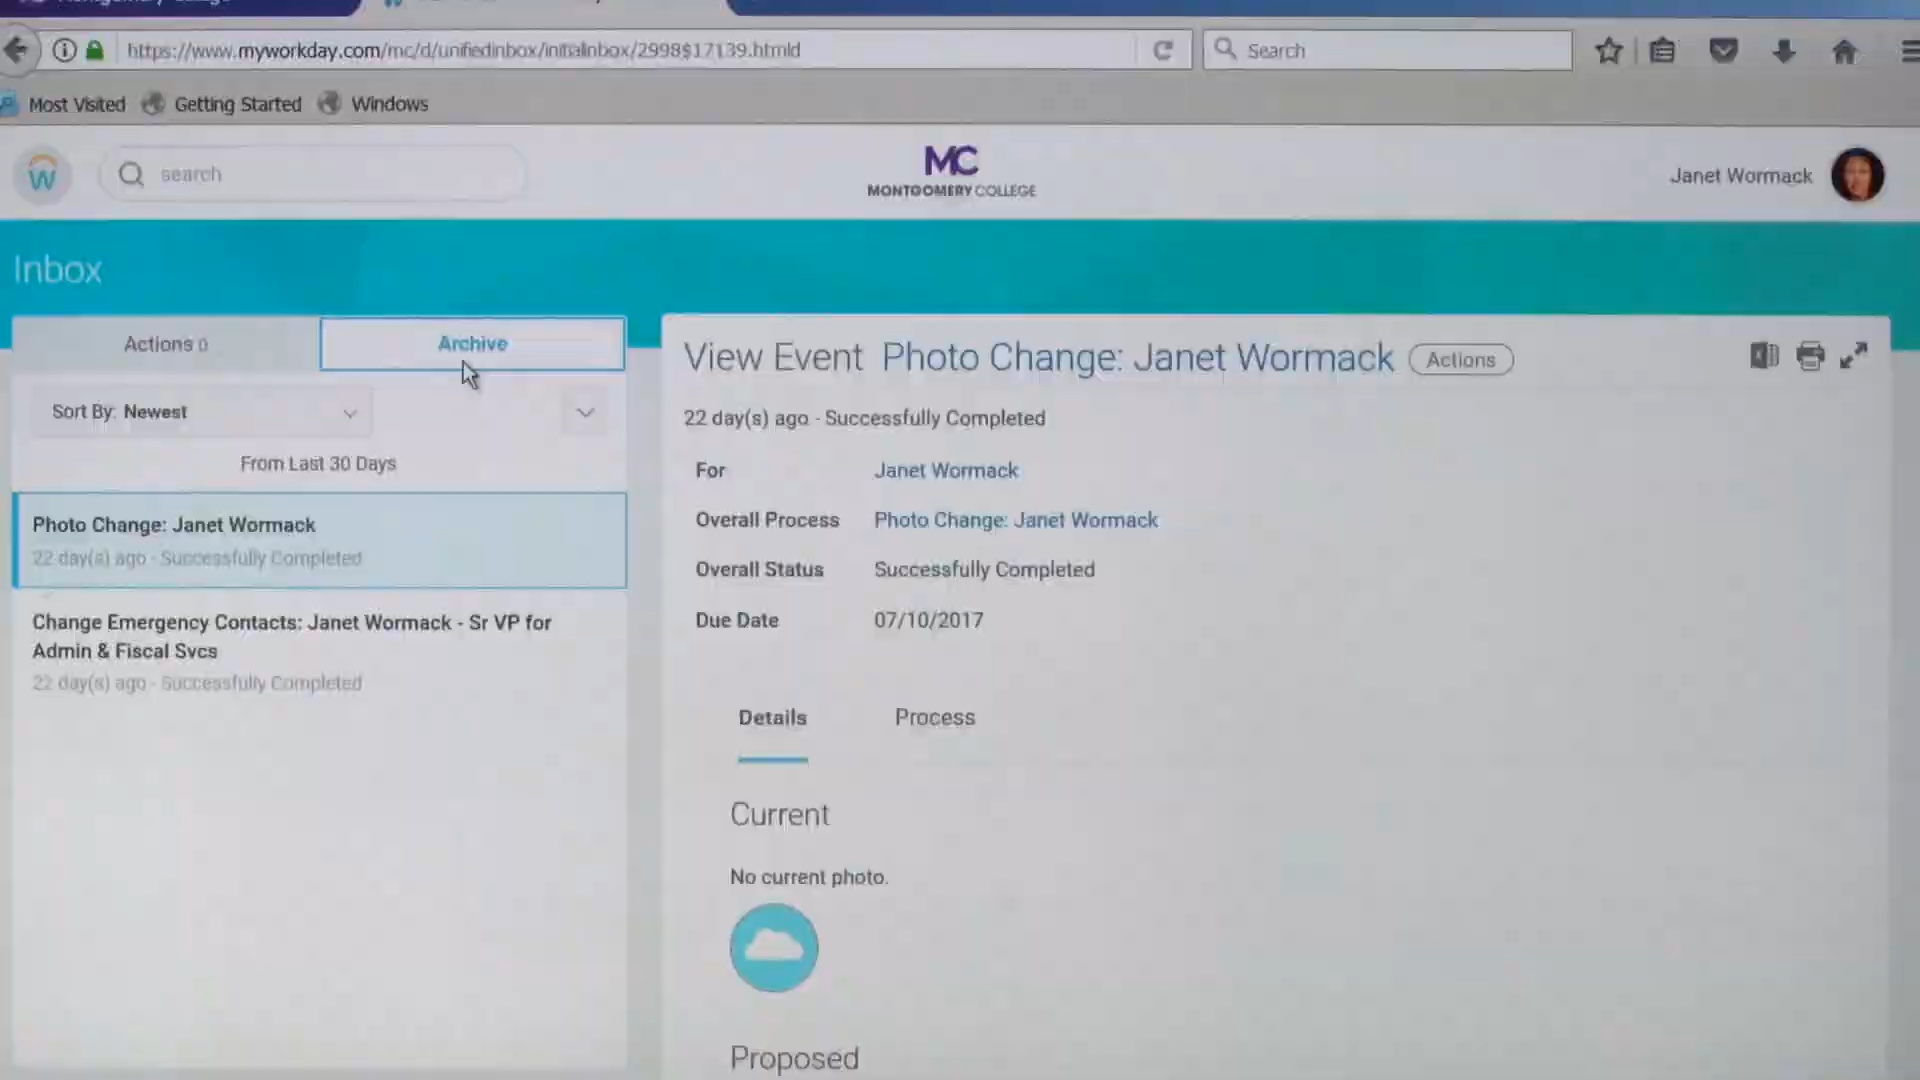 https://www.myworkday.com/mc/d/unifiedinbox/initialinbox/2998$17139.htmld
Search
Most Visited
Getting Started
Windows
search
MC
MONTGOMERY COLLEGE
Janet Wormack
Inbox
Actions 0
Archive
Sort By: Newest
From Last 30 Days
Photo Change: Janet Wormack
22 day(s) ago - Successfully Completed
Change Emergency Contacts: Janet Wormack - Sr VP for
Admin & Fiscal Svcs
22 day(s) ago - Successfully Completed
View Event Photo Change: Janet Wormack
Actions
22 day(s) ago - Successfully Completed
For Janet Wormack
Overall Process Photo Change: Janet Wormack
Overall Status Successfully Completed
Due Date 07/10/2017
Details
Process
Current
No current photo.
Proposed